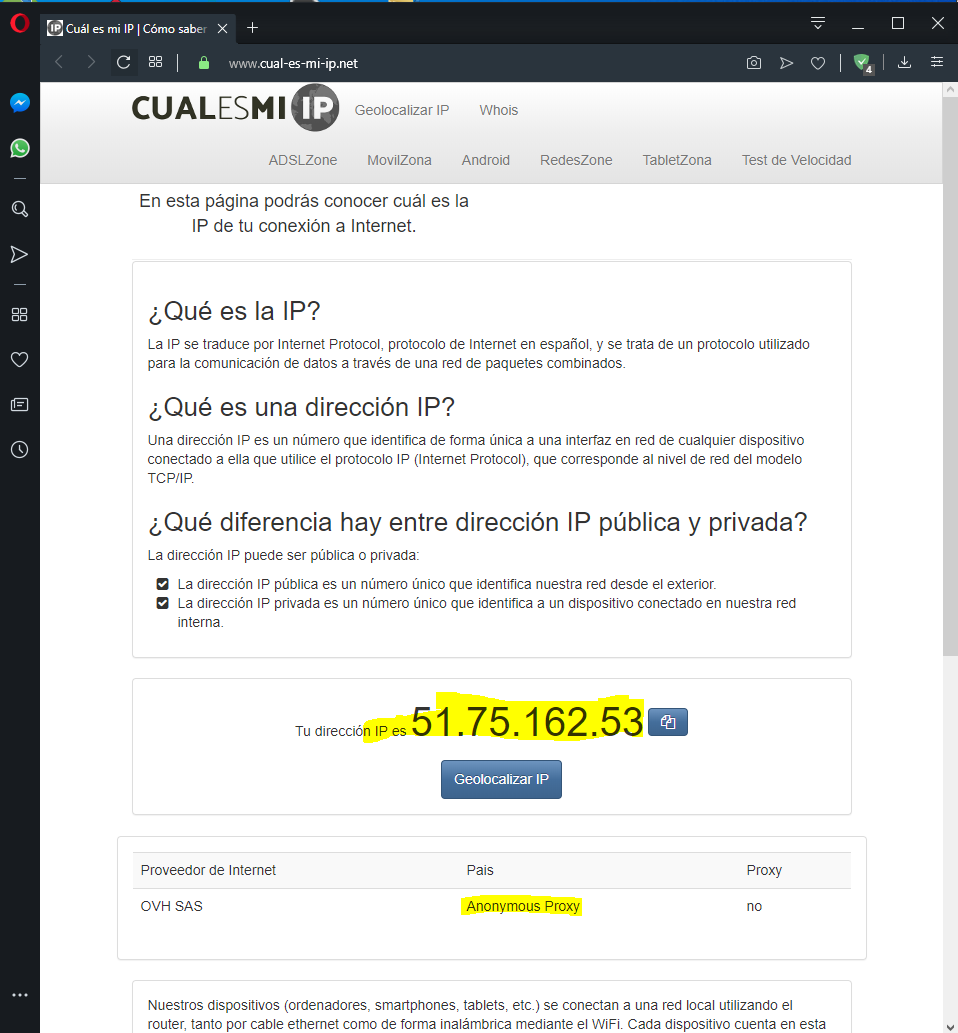 Cuál es mi IP | Cómo saber
www.cual-es-mi-ip.net
4
CUALESMI IP
Geolocalizar IP
Whois
ADSLZone
MovilZona
Android
RedesZone
TabletZona
Test de Velocidad
En esta página podrás conocer cuál es la
IP de tu conexión a Internet.
¿Qué es la IP?
La IP se traduce por Internet Protocol, protocolo de Internet en español, y se trata de un protocolo utilizado
para la comunicación de datos a través de una red de paquetes combinados.
¿Qué es una dirección IP?
Una dirección IP es un número que identifica de forma única a una interfaz en red de cualquier dispositivo
conectado a ella que utilice el protocolo IP (Internet Protocol), que corresponde al nivel de red del modelo
TCP/IP.
¿Qué diferencia hay entre dirección IP pública y privada?
La dirección IP puede ser pública o privada:
La dirección IP pública es un número único que identifica nuestra red desde el exterior.
La dirección IP privada es un número único que identifica a un dispositivo conectado en nuestra red
interna.
Tu dirección IP es 51.75.162.53
Geolocalizar IP
Proveedor de Internet Pais Proxy
OVH SAS Anonymous Proxy no
Nuestros dispositivos (ordenadores, smartphones, tablets, etc.) se conectan a una red local utilizando el
router, tanto por cable ethernet como de forma inalámbrica mediante el WiFi. Cada dispositivo cuenta en esta